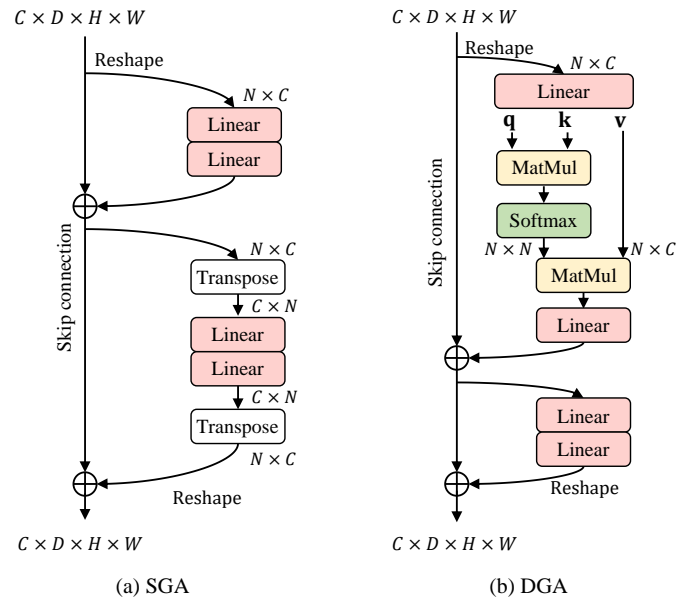 C × D × H × W
Reshape
N × C
Linear
Linear
Skip connection
N × C
Transpose
C × N
Linear
Linear
C × N
Transpose
N × C
Reshape
C × D × H × W
(a) SGA
C × D × H × W
Reshape
N × C
Linear
q k v
MatMul
Softmax
N × N
N × C
MatMul
Linear
Skip connection
Linear
Linear
Reshape
C × D × H × W
(b) DGA